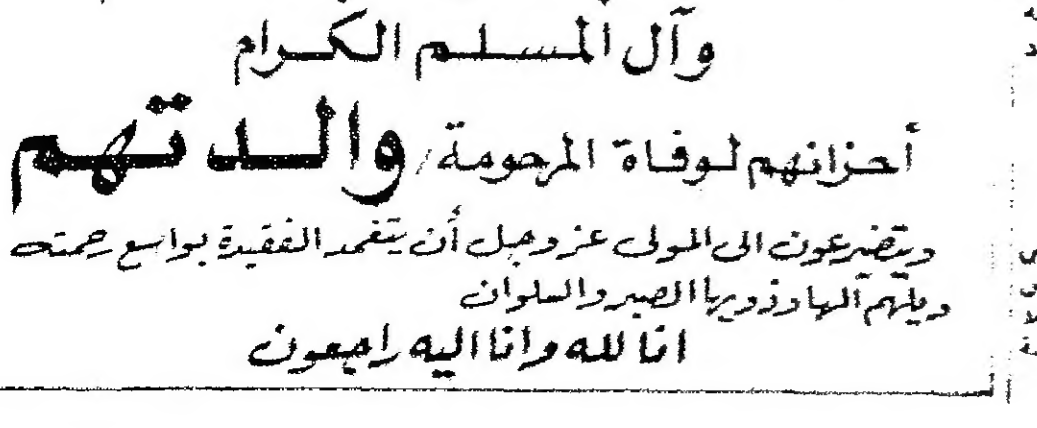 وآل المسلم الكرام
أحزانهم لوفاة المرحومة/ والدتهم
ويتضرعون الى المولى عز وجل أن يتغمد الفقيدة بواسع رحمته
ويلهم آلها وذويها الصبر والسلوان
انا لله وانا اليه راجعون